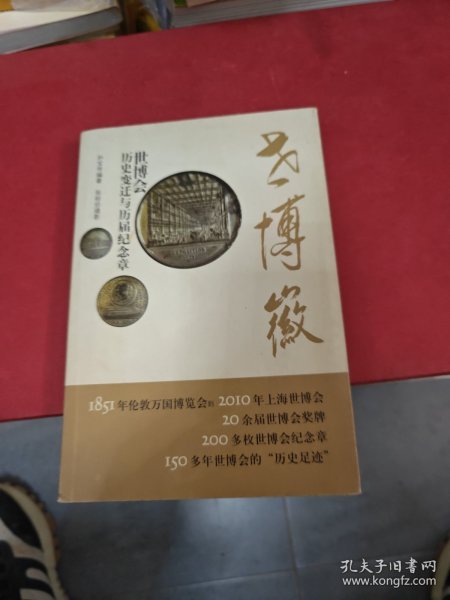 世博徽
世博会
历史变迁与历届纪念章
1851年伦敦万国博览会到2010年上海世博会
20余届世博会奖牌
200多枚世博会纪念章
150多年世博会的“历史足迹”
孔夫子旧书网
www.kongfz.com